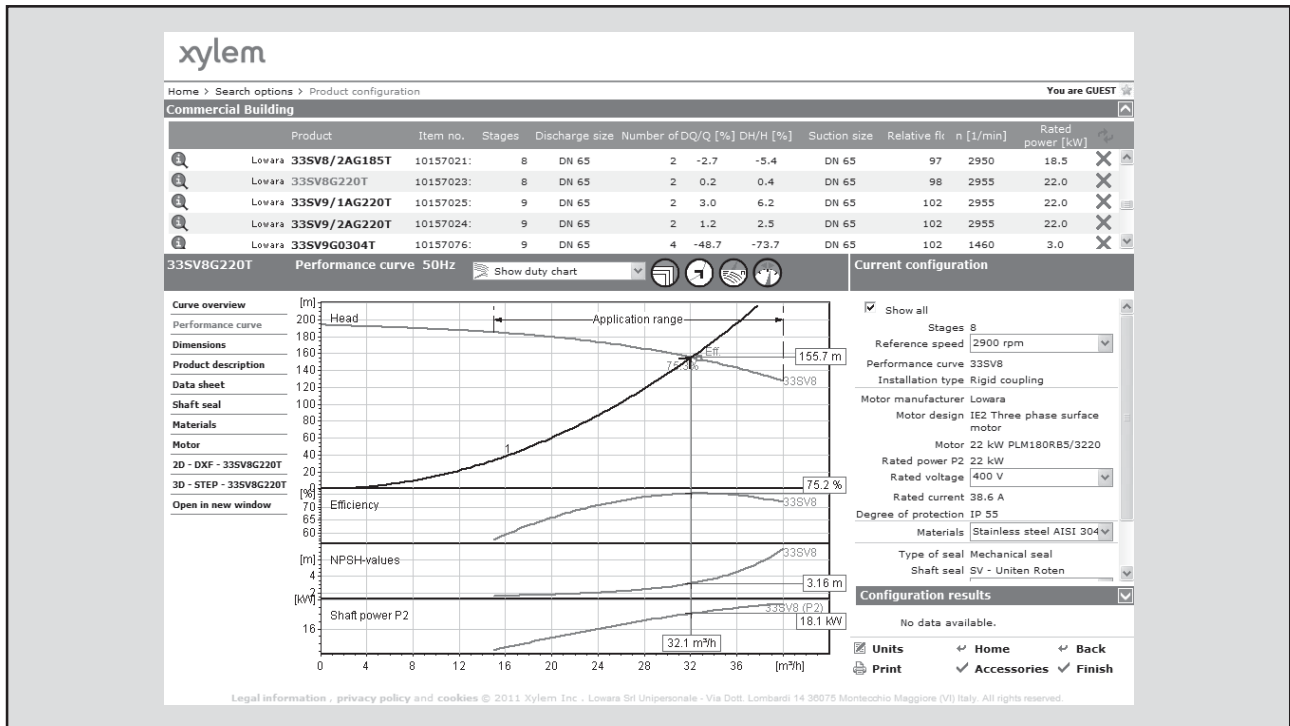 xylem
Home > Search options > Product configuration
You are GUEST
Commercial Building
Product Item no. Stages Discharge size Number of DQ/Q [%] DH/H [%] Suction size Relative flo n [1/min] Rated power [kW]
Lowara 33SV8/2AG185T 10157021: 8 DN 65 2 -2.7 -5.4 DN 65 97 2950 18.5
Lowara 33SV8G220T 10157023: 8 DN 65 2 0.2 0.4 DN 65 98 2955 22.0
Lowara 33SV9/1AG220T 10157025: 9 DN 65 2 3.0 6.2 DN 65 102 2955 22.0
Lowara 33SV9/2AG220T 10157024: 9 DN 65 2 1.2 2.5 DN 65 102 2955 22.0
Lowara 33SV9G0304T 10157076: 9 DN 65 4 -48.7 -73.7 DN 65 102 1460 3.0
33SV8G220T Performance curve 50Hz Show duty chart
Current configuration
Curve overview
Performance curve
Dimensions
Product description
Data sheet
Shaft seal
Materials
Motor
2D - DXF - 33SV8G220T
3D - STEP - 33SV8G220T
Open in new window
[m]
Head
Application range
200
180
160
140
120
100
80
60
40
20
0
Eff.
75.3%
155.7 m
33SV8
1
75.2 %
[%]
Efficiency
70
65
60
33SV8
[m]
NPSH-values
4
2
33SV8
3.16 m
[kW]
Shaft power P2
16
33SV8 (P2)
18.1 kW
32.1 m³/h
0 4 8 12 16 20 24 28 32 36 [m³/h]
Show all
Stages 8
Reference speed 2900 rpm
Performance curve 33SV8
Installation type Rigid coupling
Motor manufacturer Lowara
Motor design IE2 Three phase surface
motor
Motor 22 kW PLM180RB5/3220
Rated power P2 22 kW
Rated voltage 400 V
Rated current 38.6 A
Degree of protection IP 55
Materials Stainless steel AISI 304
Type of seal Mechanical seal
Shaft seal SV - Uniten Roten
Configuration results
No data available.
Units Home Back
Print Accessories Finish
Legal information , privacy policy and cookies © 2011 Xylem Inc . Lowara Srl Unipersonale - Via Dott. Lombardi 14 36075 Montecchio Maggiore (VI) Italy. All rights reserved.